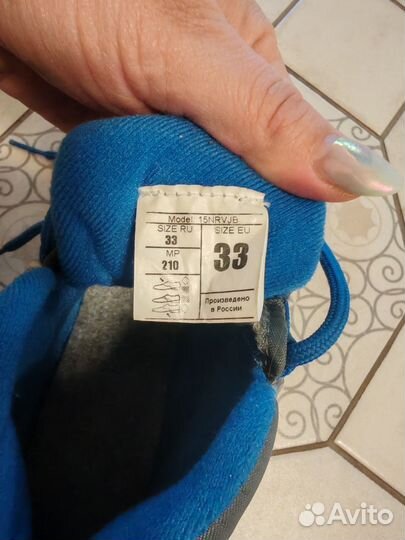 Model: 15NRVJB
SIZE RU
33
MP
210
SIZE EU
33
Произведено
в России
Avito